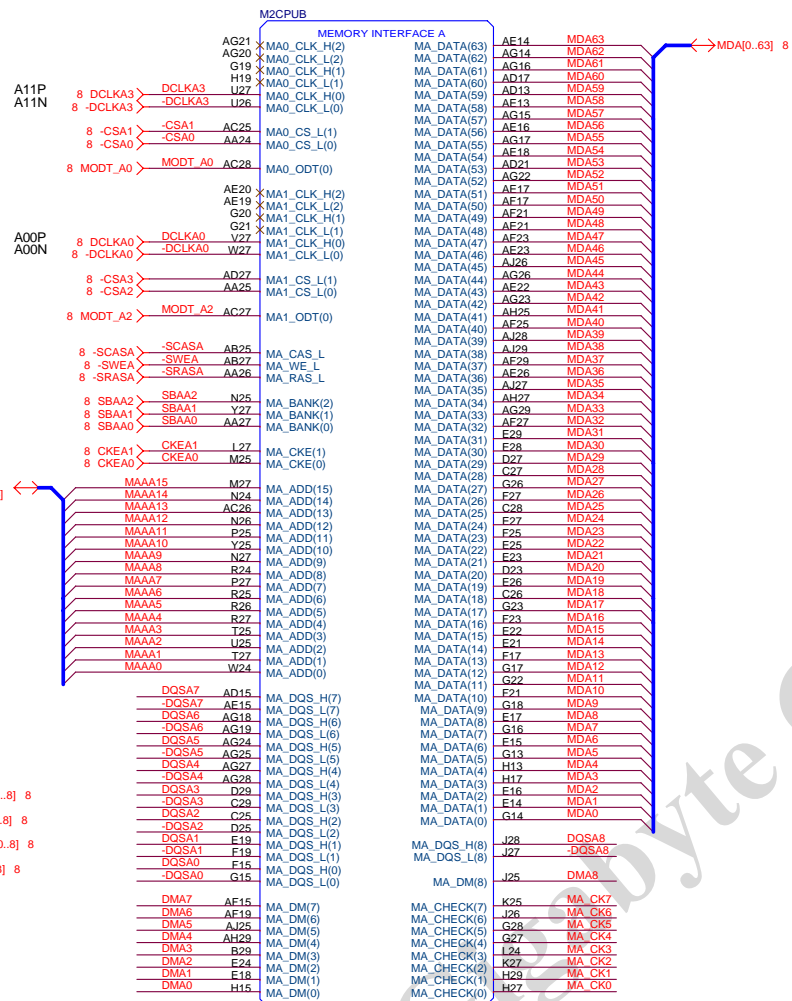 M2CPUB
MEMORY INTERFACE A
AG21 MA0_CLK_H(2)
AG20 MA0_CLK_L(2)
G19 MA0_CLK_H(1)
H19 MA0_CLK_L(1)
A11P 8 DCLKA3 DCLKA3 U27 MA0_CLK_H(0)
A11N 8 -DCLKA3 -DCLKA3 U26 MA0_CLK_L(0)
8 -CSA1 -CSA1 AC25 MA0_CS_L(1)
8 -CSA0 -CSA0 AA24 MA0_CS_L(0)
8 MODT_A0 MODT_A0 AC28 MA0_ODT(0)
AE20 MA1_CLK_H(2)
AE19 MA1_CLK_L(2)
G20 MA1_CLK_H(1)
G21 MA1_CLK_L(1)
A00P 8 DCLKA0 DCLKA0 V27 MA1_CLK_H(0)
A00N 8 -DCLKA0 -DCLKA0 W27 MA1_CLK_L(0)
8 -CSA3 AD27 MA1_CS_L(1)
8 -CSA2 AA25 MA1_CS_L(0)
8 MODT_A2 MODT_A2 AC27 MA1_ODT(0)
8 -SCASA -SCASA AB25 MA_CAS_L
8 -SWEA -SWEA AB27 MA_WE_L
8 -SRASA -SRASA AA26 MA_RAS_L
8 SBAA2 SBAA2 N25 MA_BANK(2)
8 SBAA1 SBAA1 Y27 MA_BANK(1)
8 SBAA0 SBAA0 AA27 MA_BANK(0)
8 CKEA1 CKEA1 L27 MA_CKE(1)
8 CKEA0 CKEA0 M25 MA_CKE(0)
]
MAAA15 M27 MA_ADD(15)
MAAA14 N24 MA_ADD(14)
MAAA13 AC26 MA_ADD(13)
MAAA12 N26 MA_ADD(12)
MAAA11 P25 MA_ADD(11)
MAAA10 Y25 MA_ADD(10)
MAAA9 N27 MA_ADD(9)
MAAA8 R24 MA_ADD(8)
MAAA7 P27 MA_ADD(7)
MAAA6 R25 MA_ADD(6)
MAAA5 R26 MA_ADD(5)
MAAA4 R27 MA_ADD(4)
MAAA3 T25 MA_ADD(3)
MAAA2 U25 MA_ADD(2)
MAAA1 T27 MA_ADD(1)
MAAA0 W24 MA_ADD(0)
DQSA7 AD15 MA_DQS_H(7)
-DQSA7 AE15 MA_DQS_L(7)
DQSA6 AG18 MA_DQS_H(6)
-DQSA6 AG19 MA_DQS_L(6)
DQSA5 AG24 MA_DQS_H(5)
-DQSA5 AG25 MA_DQS_L(5)
DQSA4 AG27 MA_DQS_H(4)
-DQSA4 AG28 MA_DQS_L(4)
DQSA3 D29 MA_DQS_H(3)
-DQSA3 C29 MA_DQS_L(3)
DQSA2 C25 MA_DQS_H(2)
-DQSA2 D25 MA_DQS_L(2)
DQSA1 E19 MA_DQS_H(1)
-DQSA1 F19 MA_DQS_L(1)
DQSA0 F15 MA_DQS_H(0)
-DQSA0 G15 MA_DQS_L(0)
..8] 8
..8] 8
0..8] 8
8] 8
DMA7 AF15 MA_DM(7)
DMA6 AF19 MA_DM(6)
DMA5 AJ25 MA_DM(5)
DMA4 AH29 MA_DM(4)
DMA3 B29 MA_DM(3)
DMA2 E24 MA_DM(2)
DMA1 E18 MA_DM(1)
DMA0 H15 MA_DM(0)
MA_DATA(63) AE14 MDA63 MDA[0..63] 8
MA_DATA(62) AG14 MDA62
MA_DATA(61) AG16 MDA61
MA_DATA(60) AD17 MDA60
MA_DATA(59) AD13 MDA59
MA_DATA(58) AE13 MDA58
MA_DATA(57) AG15 MDA57
MA_DATA(56) AE16 MDA56
MA_DATA(55) AG17 MDA55
MA_DATA(54) AE18 MDA54
MA_DATA(53) AD21 MDA53
MA_DATA(52) AG22 MDA52
MA_DATA(51) AE17 MDA51
MA_DATA(50) AF17 MDA50
MA_DATA(49) AF21 MDA49
MA_DATA(48) AE21 MDA48
MA_DATA(47) AF23 MDA47
MA_DATA(46) AE23 MDA46
MA_DATA(45) AJ26 MDA45
MA_DATA(44) AG26 MDA44
MA_DATA(43) AE22 MDA43
MA_DATA(42) AG23 MDA42
MA_DATA(41) AH25 MDA41
MA_DATA(40) AF25 MDA40
MA_DATA(39) AJ28 MDA39
MA_DATA(38) AJ29 MDA38
MA_DATA(37) AF29 MDA37
MA_DATA(36) AE26 MDA36
MA_DATA(35) AJ27 MDA35
MA_DATA(34) AH27 MDA34
MA_DATA(33) AG29 MDA33
MA_DATA(32) AF27 MDA32
MA_DATA(31) E29 MDA31
MA_DATA(30) E28 MDA30
MA_DATA(29) D27 MDA29
MA_DATA(28) C27 MDA28
MA_DATA(27) G26 MDA27
MA_DATA(26) F27 MDA26
MA_DATA(25) C28 MDA25
MA_DATA(24) E27 MDA24
MA_DATA(23) F25 MDA23
MA_DATA(22) E25 MDA22
MA_DATA(21) E23 MDA21
MA_DATA(20) D23 MDA20
MA_DATA(19) E26 MDA19
MA_DATA(18) C26 MDA18
MA_DATA(17) G23 MDA17
MA_DATA(16) F23 MDA16
MA_DATA(15) E22 MDA15
MA_DATA(14) E21 MDA14
MA_DATA(13) F17 MDA13
MA_DATA(12) G17 MDA12
MA_DATA(11) G22 MDA11
MA_DATA(10) F21 MDA10
MA_DATA(9) G18 MDA9
MA_DATA(8) E17 MDA8
MA_DATA(7) G16 MDA7
MA_DATA(6) E15 MDA6
MA_DATA(5) G13 MDA5
MA_DATA(4) H13 MDA4
MA_DATA(3) H17 MDA3
MA_DATA(2) E16 MDA2
MA_DATA(1) E14 MDA1
MA_DATA(0) G14 MDA0
MA_DQS_H(8) J28 DQSA8
MA_DQS_L(8) J27 -DQSA8
MA_DM(8) J25 DMA8
MA_CHECK(7) K25 MA_CK7
MA_CHECK(6) J26 MA_CK6
MA_CHECK(5) G28 MA_CK5
MA_CHECK(4) G27 MA_CK4
MA_CHECK(3) L24 MA_CK3
MA_CHECK(2) K27 MA_CK2
MA_CHECK(1) H29 MA_CK1
MA_CHECK(0) H27 MA_CK0
gabyte